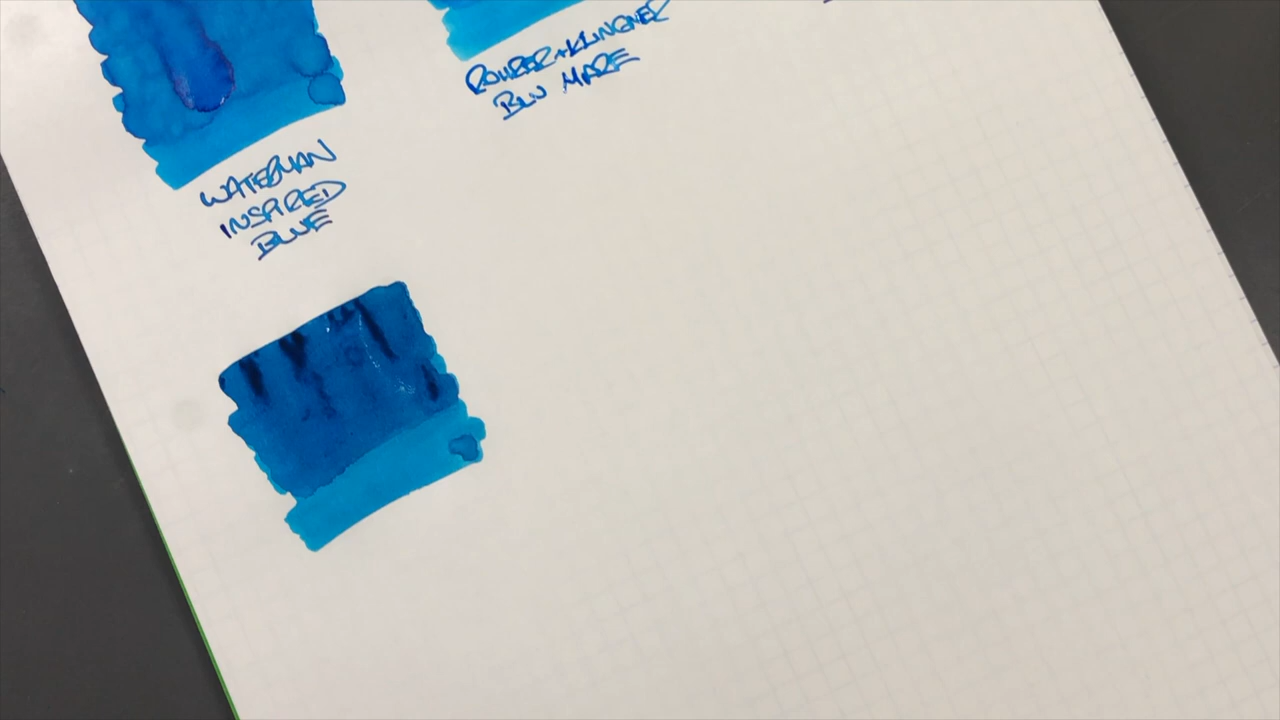 WATERMAN
INSPIRED
BLUE
ROHRER+KLINGNER
BLU MARE